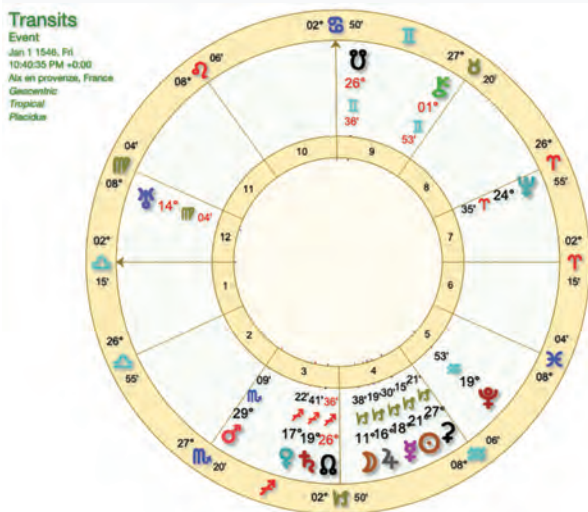 Transits
Event
Jan 1 1546, Fri
10:40:35 PM +0:00
Aix en provenze, France
Geocentric
Tropical
Placidus
02° ♋ 50'
♊
27° ♉ 20'
08° ♌ 06'
☋ 26° ♊ 36'
⚷ 01° ♊ 53'
10
9
11
8
04' ♍ 08°
26° ♈ 55'
♅ 14° ♍ 04'
35' ♈ 24° ♆
12
7
02° ♎ 15'
02° ♈ 15'
1
6
2
5
3
4
26° ♎ 55'
04' ♓ 08°
53' ♒ 19° ♇
09' ♏ 29° ♂
22' 41' 36'
♐ ♐ ♐
17° 19° 26°
♀ ♄ ☊
38' 19' 30' 15' 21'
♑ ♑ ♑ ♑ ♑
11° 16° 18° 21° 27°
☽ ♃ ☿ ☉ ⚳
27° ♏ 20'
08° ♒ 06'
♐
02° ♑ 50'